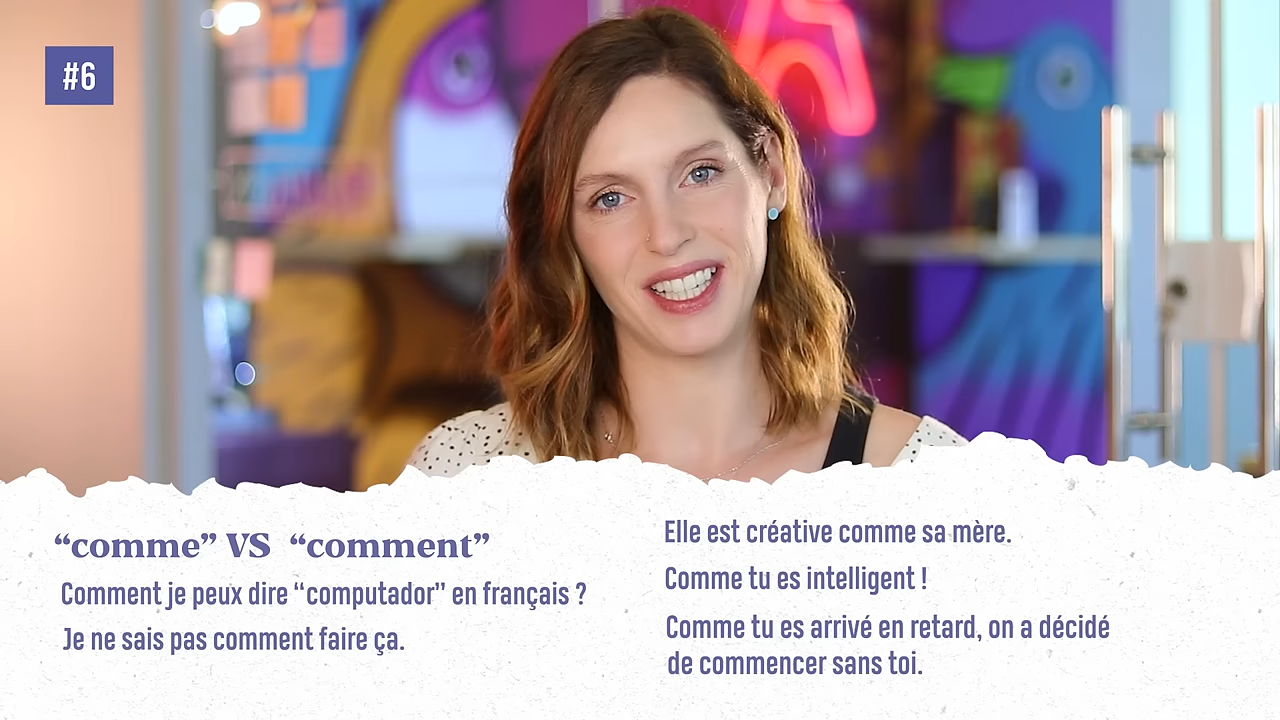 #6
“comme” VS “comment”
Comment je peux dire “computador” en français ?
Je ne sais pas comment faire ça.
Elle est créative comme sa mère.
Comme tu es intelligent !
Comme tu es arrivé en retard, on a décidé
de commencer sans toi.